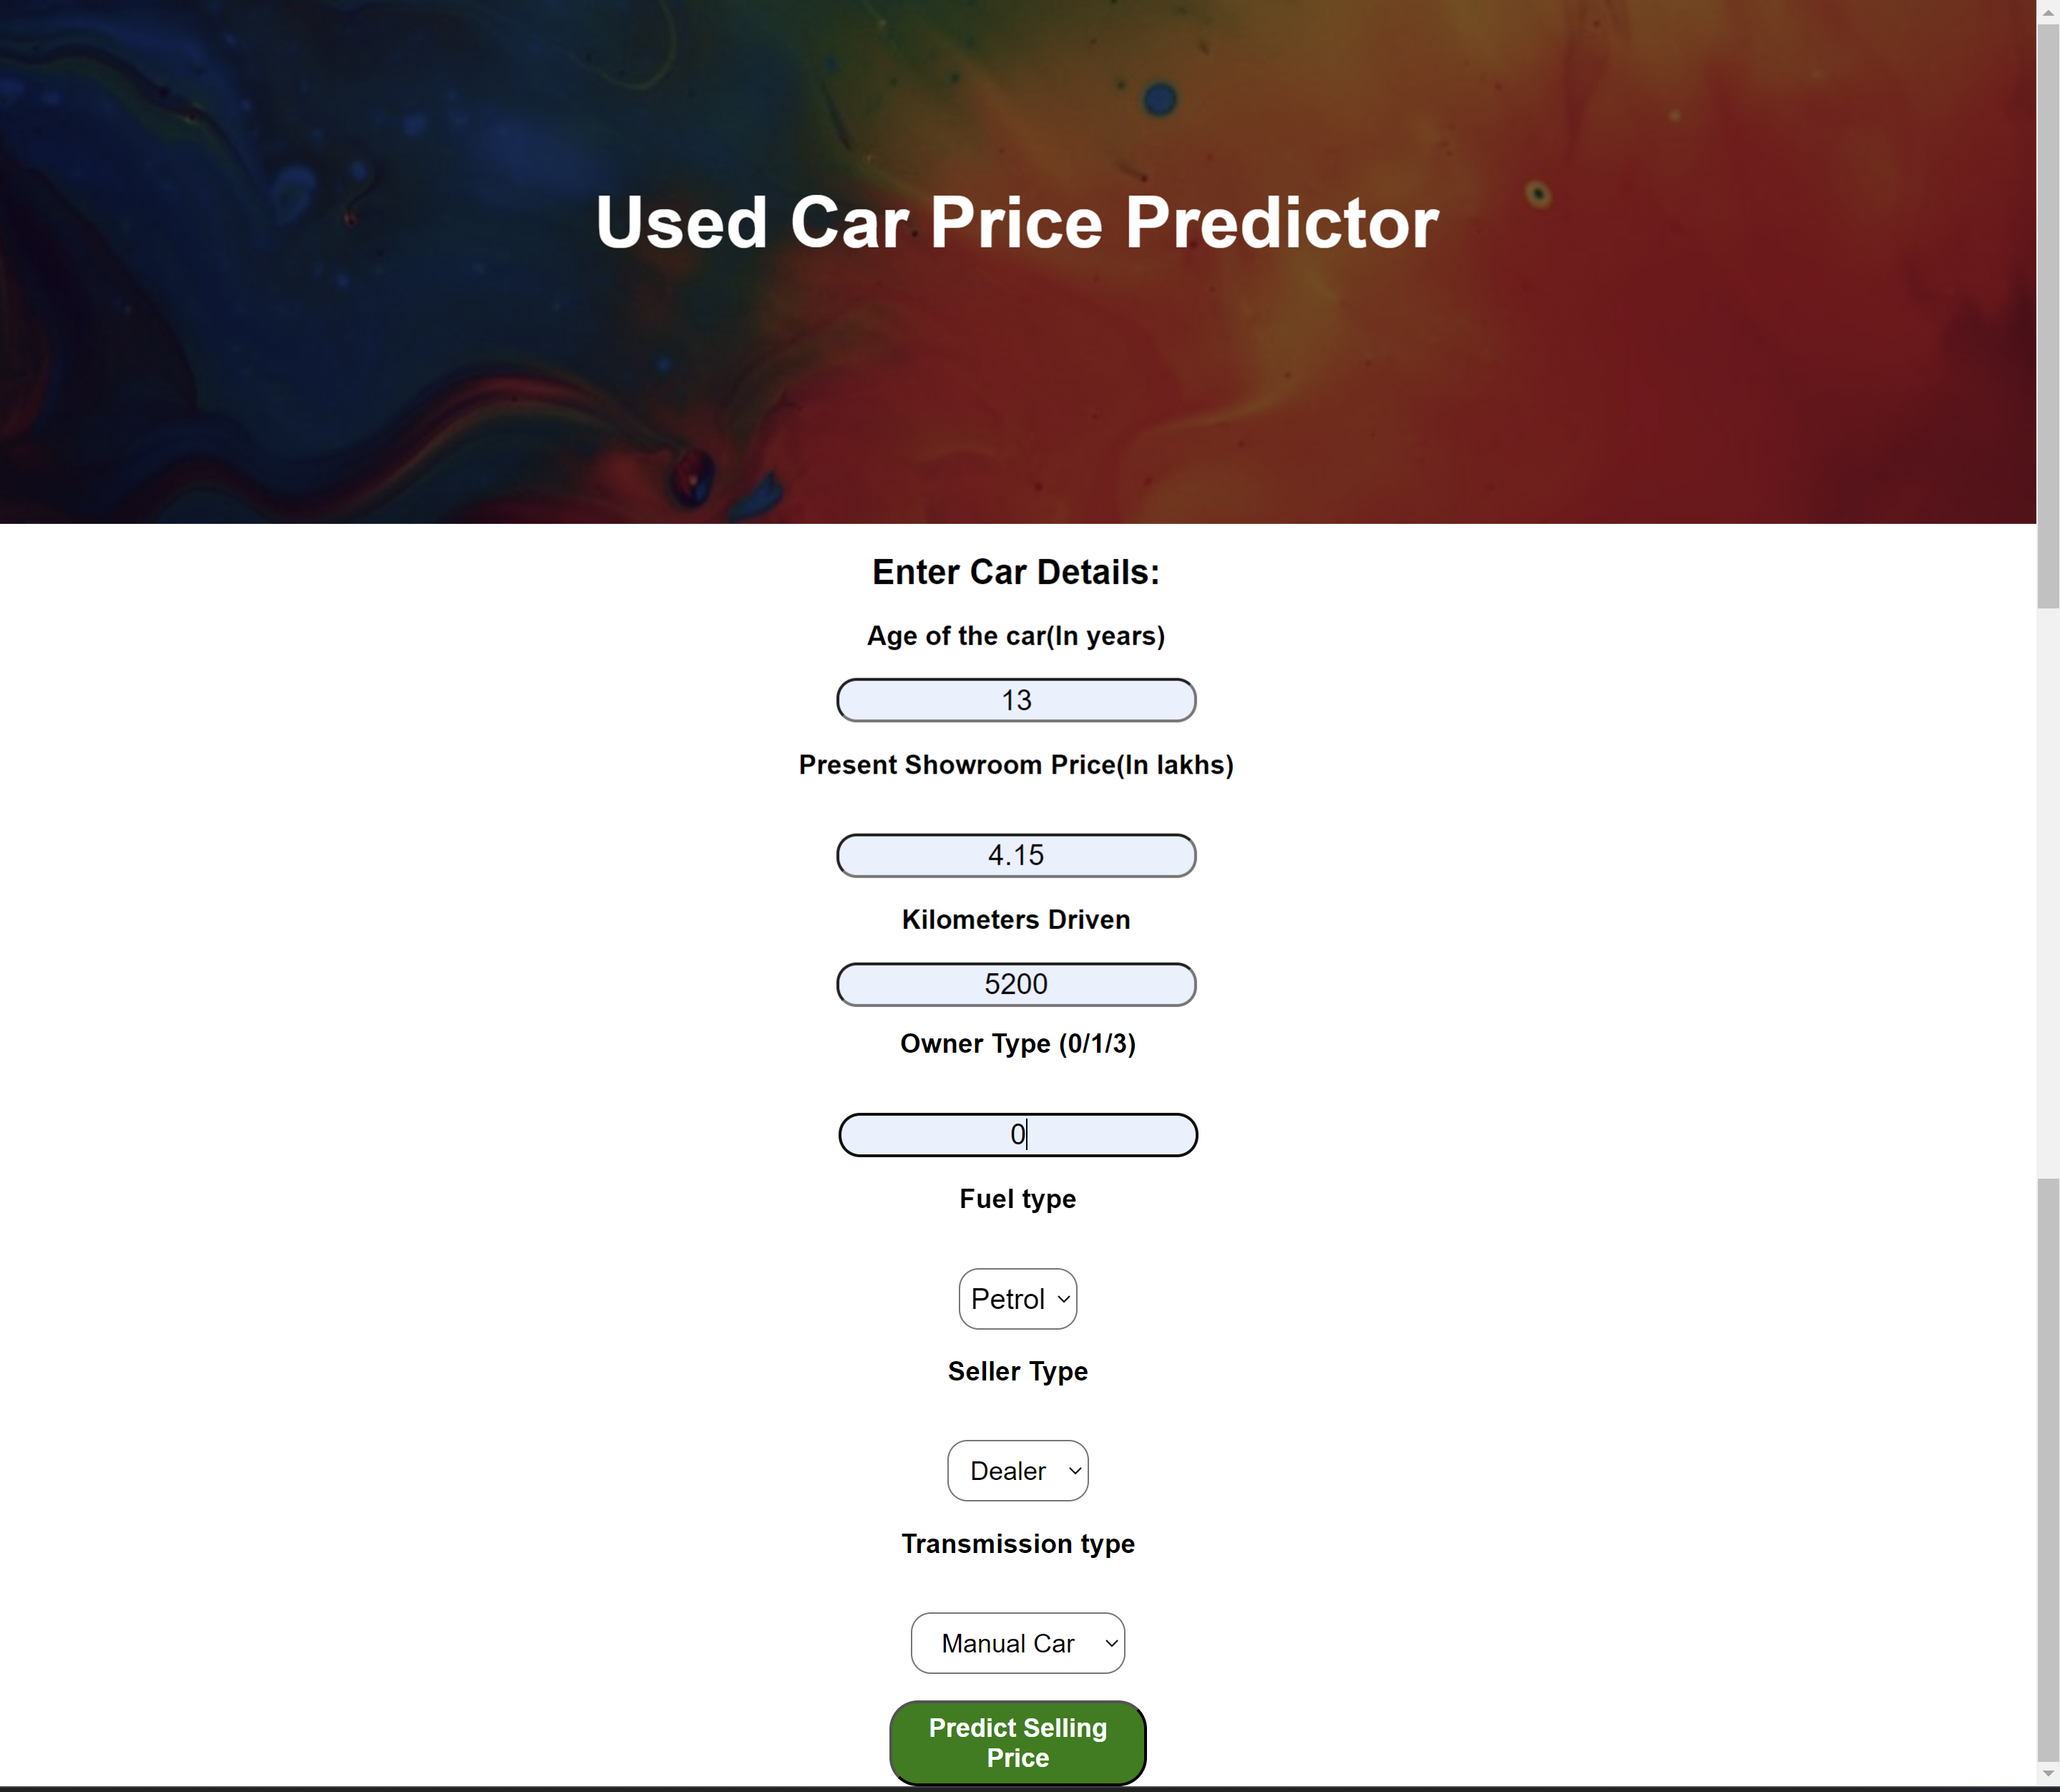 Used Car Price Predictor
Enter Car Details:
Age of the car(In years)
13
Present Showroom Price(In lakhs)
4.15
Kilometers Driven
5200
Owner Type (0/1/3)
0
Fuel type
Petrol
Seller Type
Dealer
Transmission type
Manual Car
Predict Selling
Price